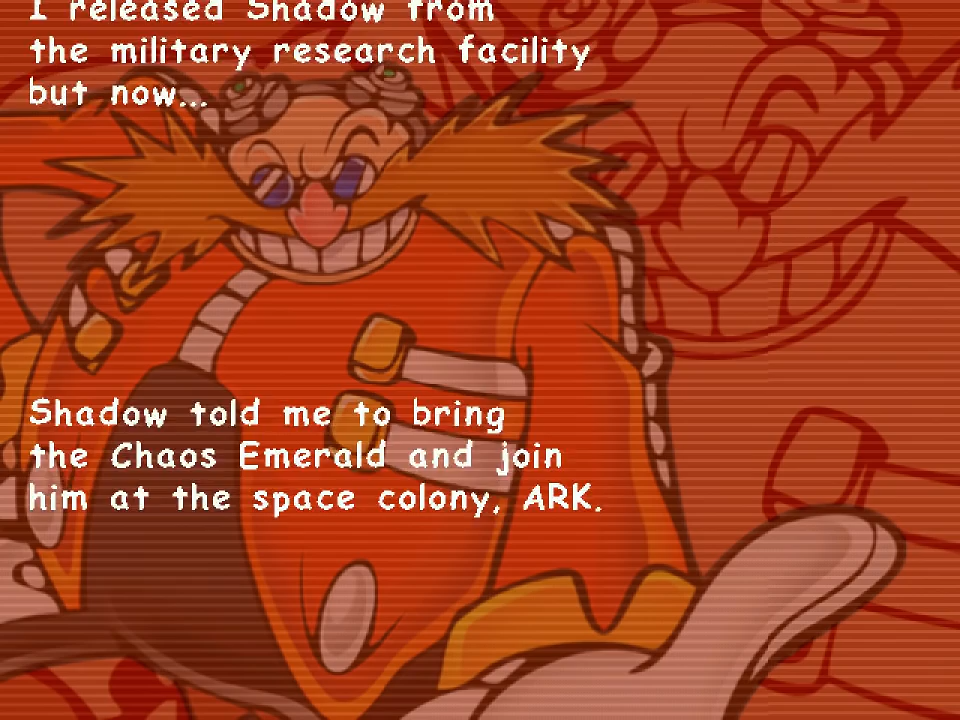 I released Shadow from
the military research facility
but now...
Shadow told me to bring
the Chaos Emerald and join
him at the space colony, ARK.